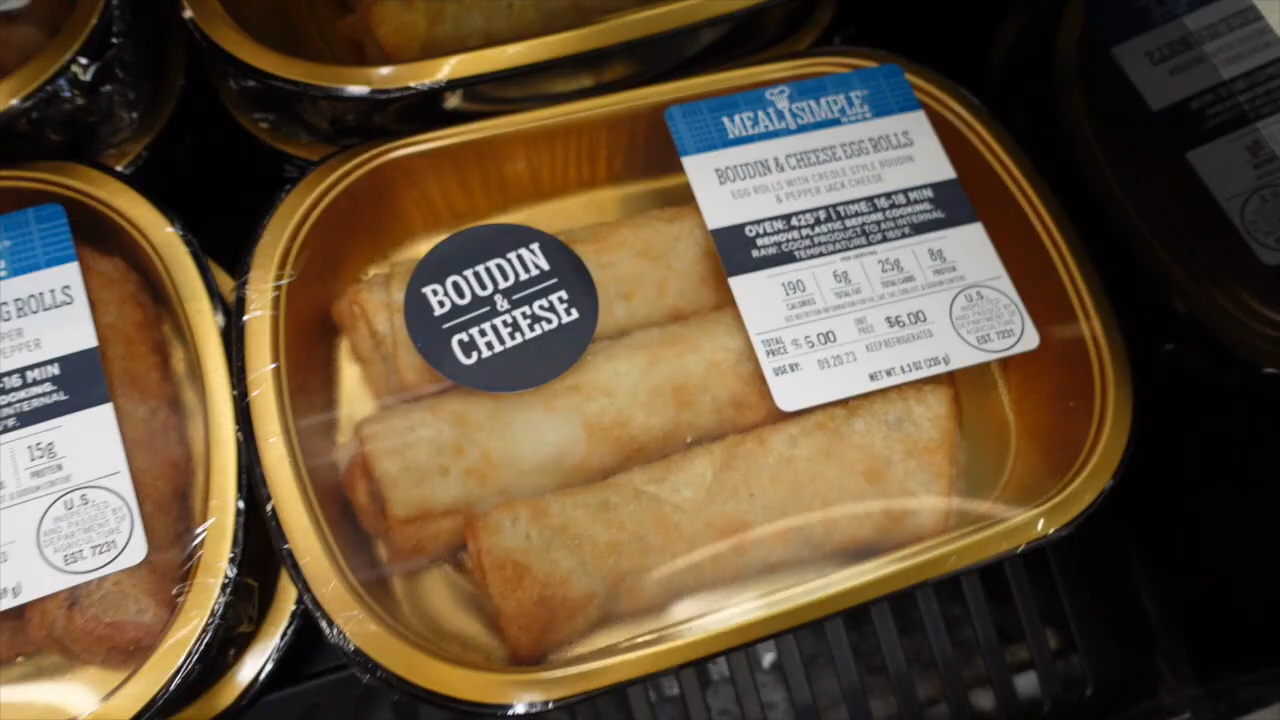 MEAL SIMPLE
BOUDIN & CHEESE EGG ROLLS
EGG ROLLS WITH CREOLE STYLE BOUDIN
& PEPPER JACK CHEESE
OVEN: 425°F | TIME: 16-18 MIN
REMOVE PLASTIC BEFORE COOKING.
RAW: COOK PRODUCT TO AN INTERNAL
TEMPERATURE OF 165°F.
PER SERVING
190 6g 25g 8g
CALORIES TOTAL FAT TOTAL CARBS PROTEIN
TOTAL PRICE $6.00 UNIT PRICE $6.00
USE BY: 03.20.23 KEEP REFRIGERATED
NET WT. 8.3 OZ (235 g)
U.S.
INSPECTED
AND PASSED BY
DEPARTMENT OF
AGRICULTURE
EST. 7231
BOUDIN
&
CHEESE
G ROLLS
PER
EPPER
-16 MIN
OOKING.
INTERNAL
°F.
15g
PROTEIN
U.S.
INSPECTED
AND PASSED BY
DEPARTMENT OF
AGRICULTURE
EST. 7231